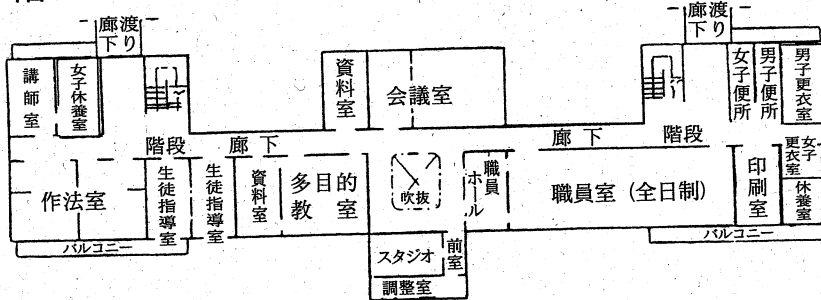 渡り廊下
渡り廊下
講師室
女子休養室
資料室
会議室
女子便所
男子便所
男子更衣室
階段
廊下
廊下
階段
作法室
生徒指導室
生徒指導室
資料室
多目的教室
吹抜
職員ホール
職員室（全日制）
印刷室
女子更衣室
休養室
バルコニー
バルコニー
スタジオ
前室
調整室